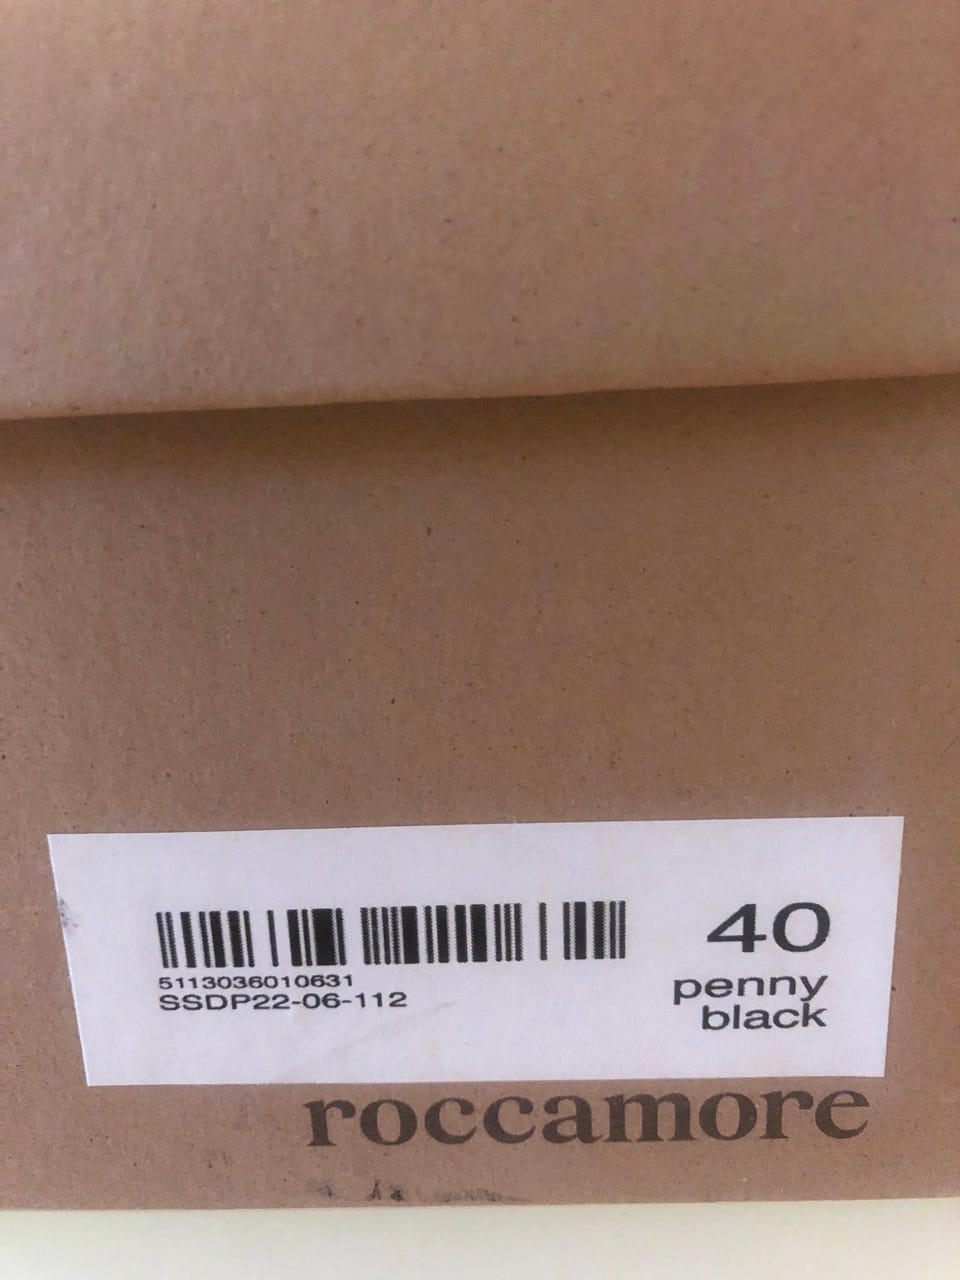 5113036010631
SSDP22-06-112
40
penny
black
roccamore